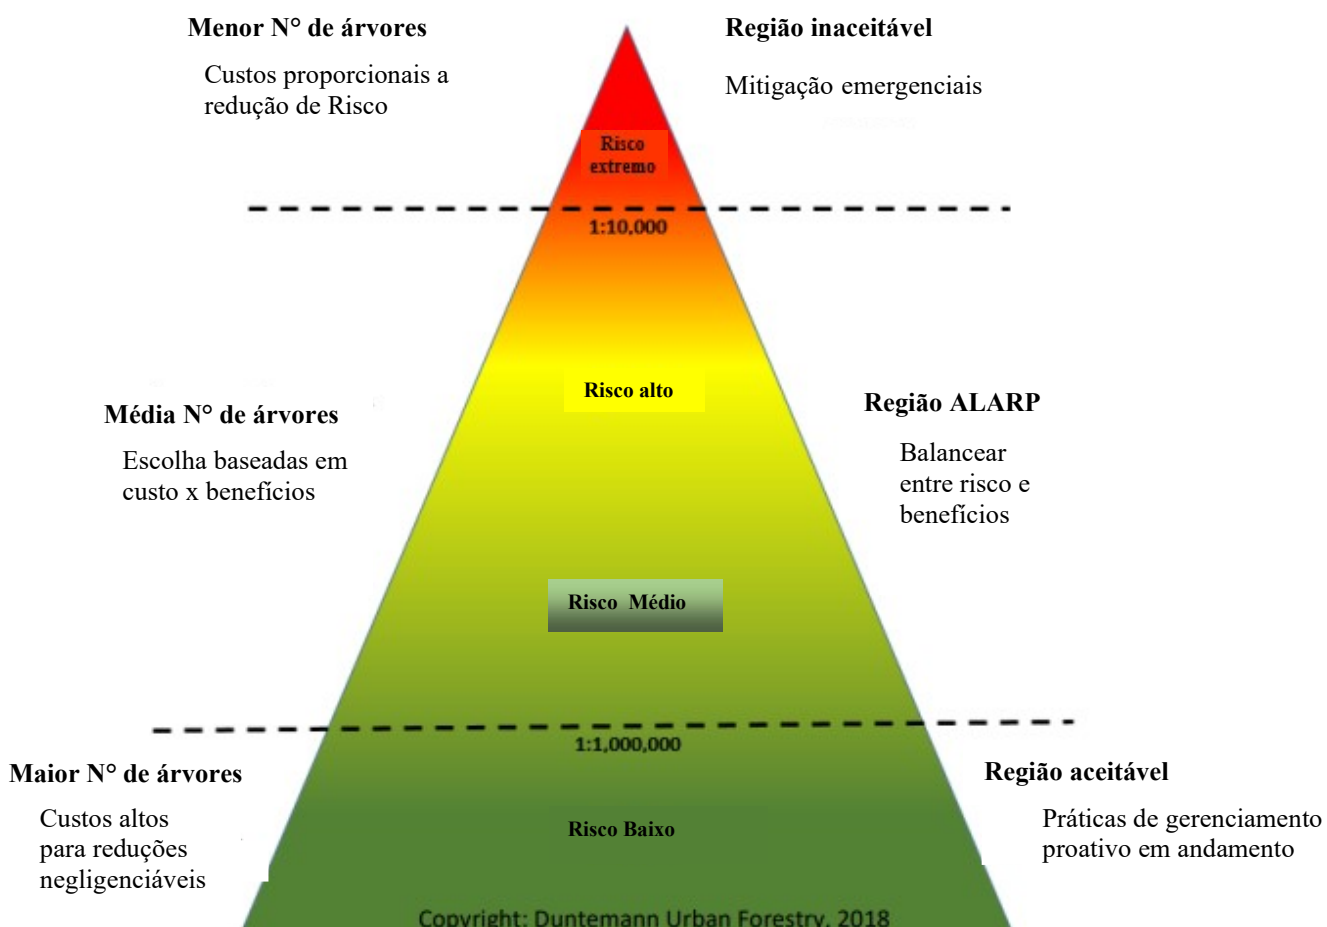 Menor N° de árvores
Custos proporcionais a
redução de Risco
Região inaceitável
Mitigação emergenciais
Risco
extremo
1:10,000
Risco alto
Média N° de árvores
Escolha baseadas em
custo x benefícios
Região ALARP
Balancear
entre risco e
benefícios
Risco Médio
1:1,000,000
Maior N° de árvores
Custos altos
para reduções
negligenciáveis
Região aceitável
Práticas de gerenciamento
proativo em andamento
Risco Baixo
Copyright: Duntemann Urban Forestry, 2018